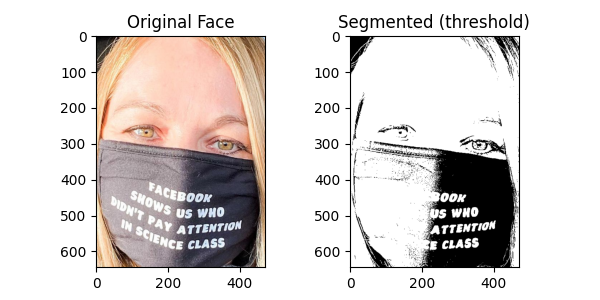 Original Face
0
100
200
300
400
500
600
FACEBOOK
SHOWS US WHO
DIDN'T PAY ATTENTION
IN SCIENCE CLASS
0 200 400
Segmented (threshold)
0
100
200
300
400
500
600
BOOK
US WHO
ATTENTION
CE CLASS
0 200 400